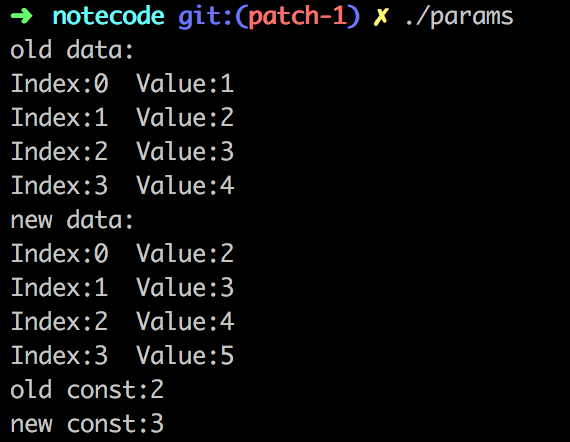 ➜ notecode git:(patch-1) ✗ ./params
old data:
Index:0  Value:1
Index:1  Value:2
Index:2  Value:3
Index:3  Value:4
new data:
Index:0  Value:2
Index:1  Value:3
Index:2  Value:4
Index:3  Value:5
old const:2
new const:3